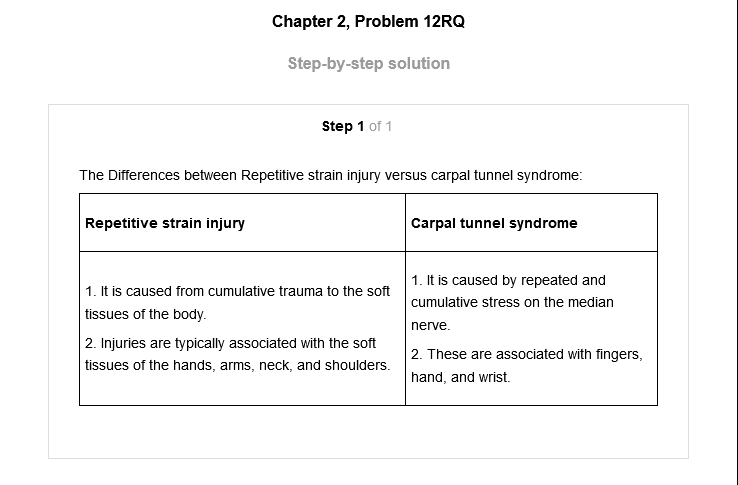 Chapter 2, Problem 12RQ
Step-by-step solution
Step 1 of 1
The Differences between Repetitive strain injury versus carpal tunnel syndrome:
Repetitive strain injury
Carpal tunnel syndrome
1. It is caused from cumulative trauma to the soft
tissues of the body.
2. Injuries are typically associated with the soft
tissues of the hands, arms, neck, and shoulders.
1. It is caused by repeated and
cumulative stress on the median
nerve.
2. These are associated with fingers,
hand, and wrist.